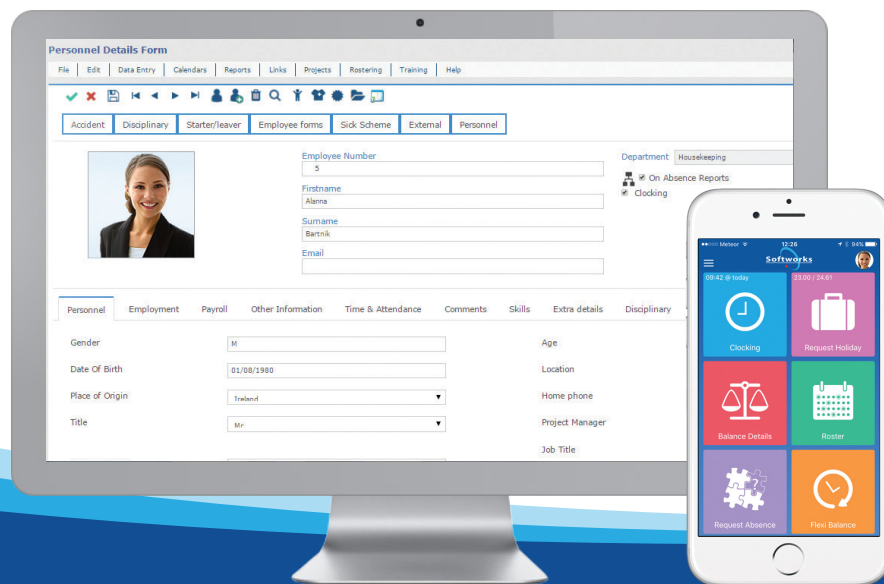 Personnel Details Form
File Edit Data Entry Calendars Reports Links Projects Rostering Training Help
Accident Disciplinary Starter/leaver Employee forms Sick Scheme External Personnel
Employee Number
5
Firstname
Alanna
Surname
Bartnik
Email
Department Housekeeping
On Absence Reports
Clocking
Personnel Employment Payroll Other Information Time & Attendance Comments Skills Extra details Disciplinary
Gender M Age
Date Of Birth 01/08/1980 Location
Place of Origin Ireland Home phone
Title Mr Project Manager
Job Title
Meteor 12:26 94%
Softworks
09:42 @ today 23.00 / 24.61
Clocking Request Holiday
Balance Details Roster
?
Request Absence Flexi Balance